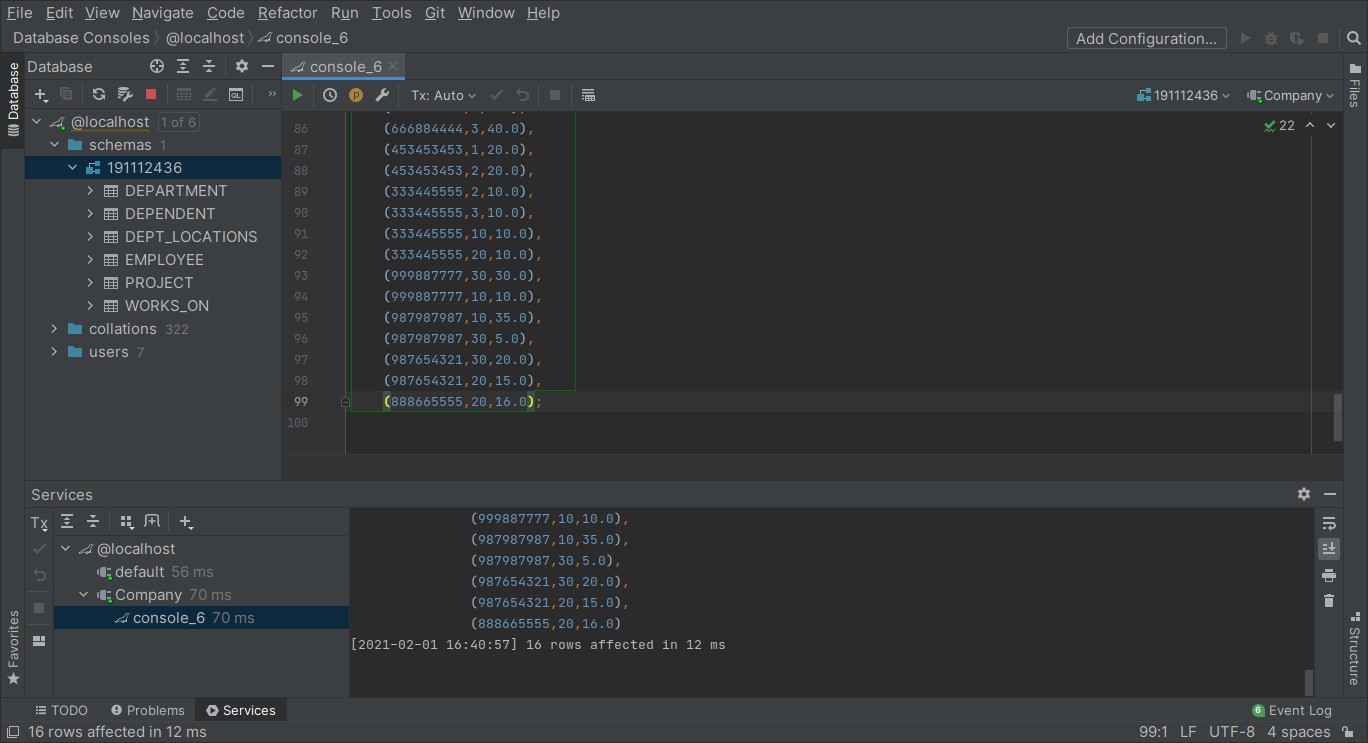 File Edit View Navigate Code Refactor Run Tools Git Window Help
Database Consoles @localhost console_6
Add Configuration...
Database
console_6
Tx: Auto
191112436
Company
Database
Files
@localhost 1 of 6
schemas 1
191112436
DEPARTMENT
DEPENDENT
DEPT_LOCATIONS
EMPLOYEE
PROJECT
WORKS_ON
collations 322
users 7
22
86 (666884444,3,40.0),
87 (453453453,1,20.0),
88 (453453453,2,20.0),
89 (333445555,2,10.0),
90 (333445555,3,10.0),
91 (333445555,10,10.0),
92 (333445555,20,10.0),
93 (999887777,30,30.0),
94 (999887777,10,10.0),
95 (987987987,10,35.0),
96 (987987987,30,5.0),
97 (987654321,30,20.0),
98 (987654321,20,15.0),
99 (888665555,20,16.0);
100
Services
Tx
@localhost
default 56 ms
Company 70 ms
console_6 70 ms
(999887777,10,10.0),
(987987987,10,35.0),
(987987987,30,5.0),
(987654321,30,20.0),
(987654321,20,15.0),
(888665555,20,16.0)
[2021-02-01 16:40:57] 16 rows affected in 12 ms
Favorites
Structure
TODO Problems Services
6 Event Log
16 rows affected in 12 ms
99:1 LF UTF-8 4 spaces